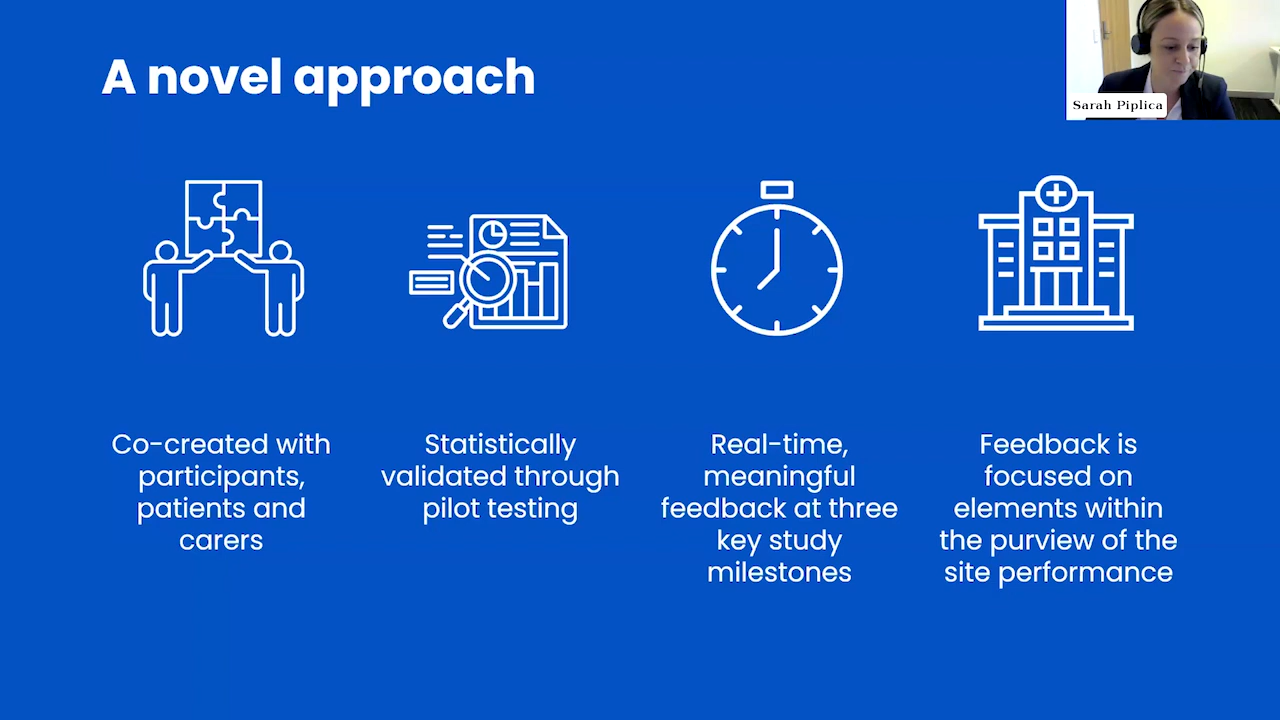 A novel approach
Sarah Piplica
Co-created with
participants,
patients and
carers
Statistically
validated through
pilot testing
Real-time,
meaningful
feedback at three
key study
milestones
Feedback is
focused on
elements within
the purview of the
site performance